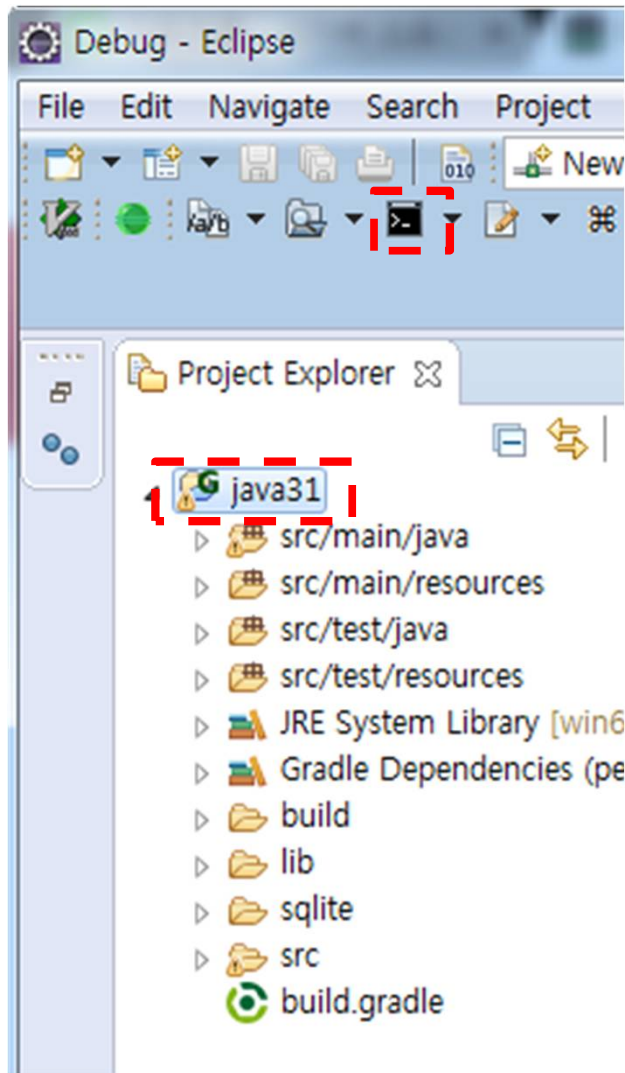 Debug - Eclipse
File Edit Navigate Search Project
010 New
/a/b >_ ⌘
Project Explorer
G java31
src/main/java
src/main/resources
src/test/java
src/test/resources
JRE System Library [win6
Gradle Dependencies (pe
build
lib
sqlite
src
build.gradle